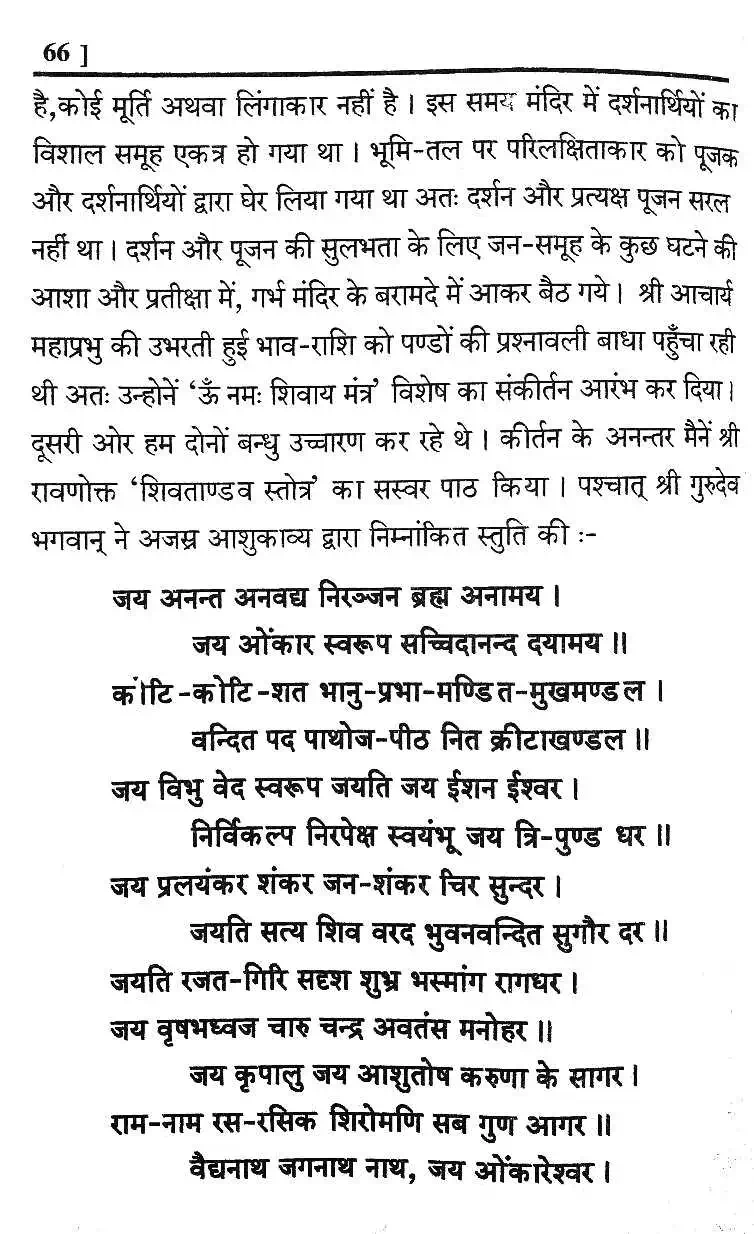 66 ]
है,कोई मूर्ति अथवा लिंगाकार नहीं है । इस समय मंदिर में दर्शनार्थियों का
विशाल समूह एकत्र हो गया था । भूमि-तल पर परिलक्षिताकार को पूजक
और दर्शनार्थियों द्वारा घेर लिया गया था अतः दर्शन और प्रत्यक्ष पूजन सरल
नहीं था । दर्शन और पूजन की सुलभता के लिए जन-समूह के कुछ घटने की
आशा और प्रतीक्षा में, गर्भ मंदिर के बरामदे में आकर बैठ गये । श्री आचार्य
महाप्रभु की उभरती हुई भाव-राशि को पण्डों की प्रश्नावली बाधा पहुँचा रही
थी अतः उन्होनें ‘ऊँ नमः शिवाय मंत्र’ विशेष का संकीर्तन आरंभ कर दिया।
दूसरी ओर हम दोनों बन्धु उच्चारण कर रहे थे । कीर्तन के अनन्तर मैनें श्री
रावणोक्त ‘शिवताण्डव स्तोत्र’ का सस्वर पाठ किया । पश्चात् श्री गुरुदेव
भगवान् ने अजस्र आशुकाव्य द्वारा निम्नांकित स्तुति की :-
जय अनन्त अनवद्य निरञ्जन ब्रह्म अनामय ।
जय ओंकार स्वरूप सच्चिदानन्द दयामय ॥
कोटि-कोटि-शत भानु-प्रभा-मण्डित-मुखमण्डल ।
वन्दित पद पाथोज-पीठ नित क्रीटाखण्डल ॥
जय विभु वेद स्वरूप जयति जय ईशन ईश्वर ।
निर्विकल्प निरपेक्ष स्वयंभू जय त्रि-पुण्ड धर ॥
जय प्रलयंकर शंकर जन-शंकर चिर सुन्दर ।
जयति सत्य शिव वरद भुवनवन्दित सुगौर दर ॥
जयति रजत-गिरि सदृश शुभ्र भस्मांग रागधर ।
जय वृषभध्वज चारु चन्द्र अवतंस मनोहर ॥
जय कृपालु जय आशुतोष करुणा के सागर ।
राम-नाम रस-रसिक शिरोमणि सब गुण आगर ॥
वैद्यनाथ जगनाथ नाथ, जय ओंकारेश्वर ।